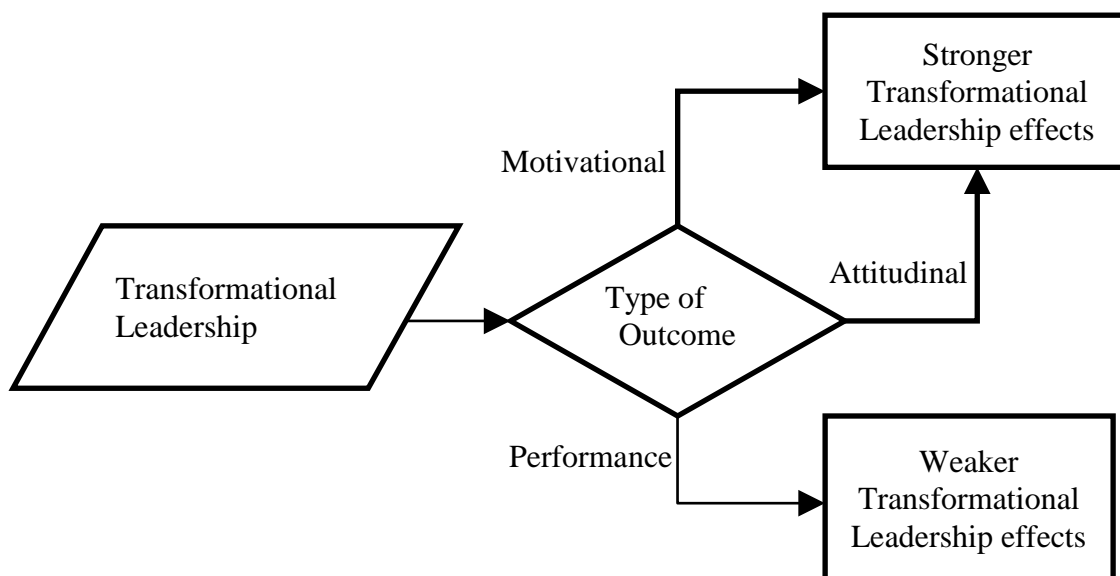 Stronger
Transformational
Leadership effects
Motivational
Attitudinal
Transformational
Leadership
Type of
Outcome
Performance
Weaker
Transformational
Leadership effects